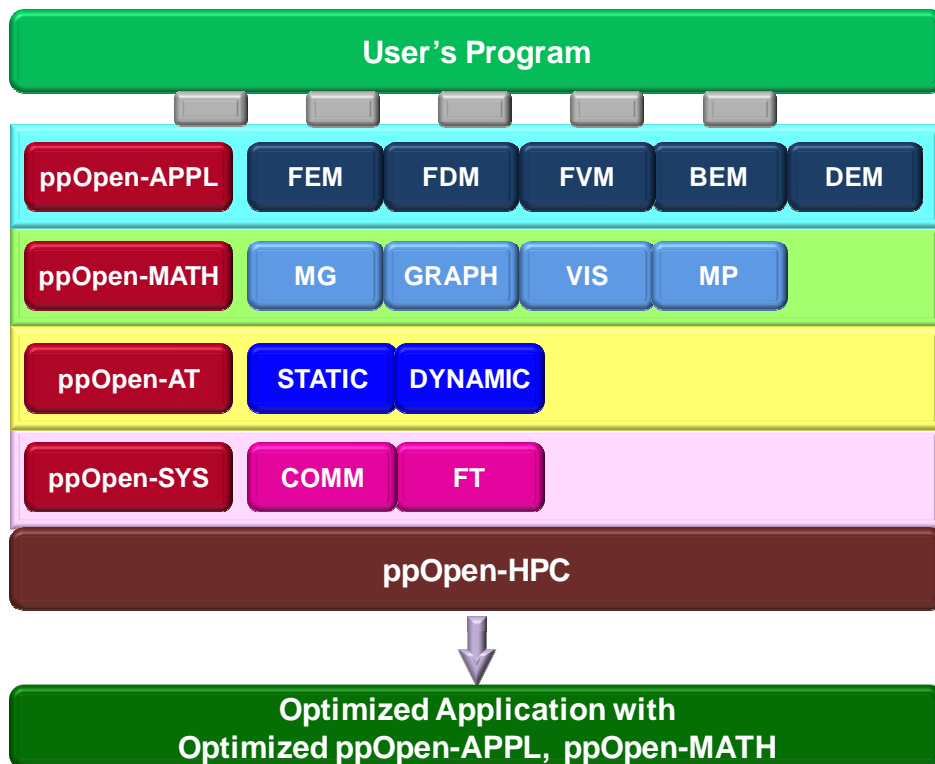 User’s Program
ppOpen-APPL FEM FDM FVM BEM DEM
ppOpen-MATH MG GRAPH VIS MP
ppOpen-AT STATIC DYNAMIC
ppOpen-SYS COMM FT
ppOpen-HPC
Optimized Application with
Optimized ppOpen-APPL, ppOpen-MATH